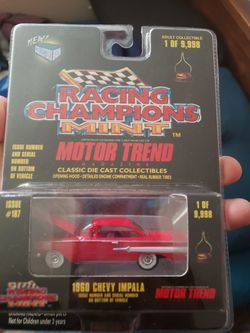 NEW!
ADULT COLLECTIBLE
1 OF 9,998
RACING
CHAMPIONS
MINT
ISSUE NUMBER
AND SERIAL
NUMBER
ON BOTTOM
OF VEHICLE
MOTOR TREND
MAGAZINE
CLASSIC DIE CAST COLLECTIBLES
OPENING HOOD • DETAILED ENGINE COMPARTMENT • REAL RUBBER TIRES
ISSUE
#187
1 OF
9,998
1960 CHEVY IMPALA
ISSUE NUMBER AND SERIAL NUMBER
ON BOTTOM OF VEHICLE
MOTOR TREND
RACING
CHAMPIONS
MINT
Not for Children under 3 years